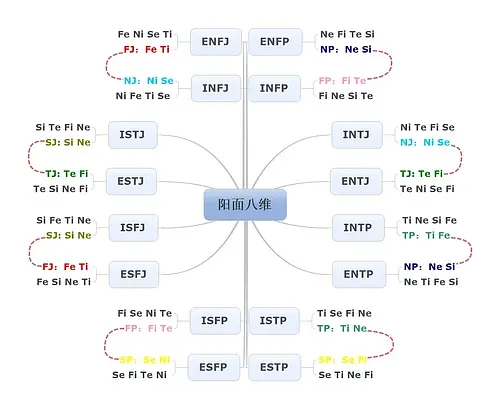 Fe Ni Se Ti
FJ: Fe Ti
ENFJ
ENFP
Ne Fi Te Si
NP: Ne Si
NJ: Ni Se
Ni Fe Ti Se
INFJ
INFP
FP: Fi Te
Fi Ne Si Te
Si Te Fi Ne
SJ: Si Ne
ISTJ
INTJ
Ni Te Fi Se
NJ: Ni Se
TJ: Te Fi
Te Si Ne Fi
ESTJ
ENTJ
TJ: Te Fi
Te Ni Se Fi
阳面八维
Si Fe Ti Ne
SJ: Si Ne
ISFJ
INTP
Ti Ne Si Fe
TP: Ti Fe
FJ: Fe Ti
Fe Si Ne Ti
ESFJ
ENTP
NP: Ne Si
Ne Ti Fe Si
Fi Se Ni Te
FP: Fi Te
ISFP
ISTP
Ti Se Fi Ne
TP: Ti Ne
SP: Se Ni
Se Fi Te Ni
ESFP
ESTP
SP: Se Fi
Se Ti Ne Fi